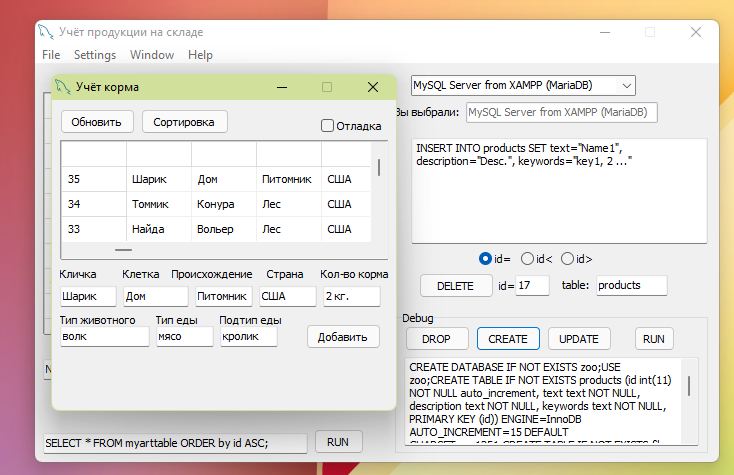 Учёт продукции на складе
File Settings Window Help
Учёт корма
Обновить Сортировка Отладка
35 Шарик Дом Питомник США
34 Томмик Конура Лес США
33 Найда Вольер Лес США
Кличка Клетка Происхождение Страна Кол-во корма
Шарик Дом Питомник США 2 кг.
Тип животного Тип еды Подтип еды
волк мясо кролик Добавить
MySQL Server from XAMPP (MariaDB)
Вы выбрали: MySQL Server from XAMPP (MariaDB)
INSERT INTO products SET text="Name1",
description="Desc.", keywords="key1, 2 ..."
id= id< id>
DELETE id= 17 table: products
Debug
DROP CREATE UPDATE RUN
CREATE DATABASE IF NOT EXISTS zoo;USE
zoo;CREATE TABLE IF NOT EXISTS products (id int(11)
NOT NULL auto_increment, text text NOT NULL,
description text NOT NULL, keywords text NOT NULL,
PRIMARY KEY (id)) ENGINE=InnoDB
AUTO_INCREMENT=15 DEFAULT
SELECT * FROM myarttable ORDER by id ASC; RUN